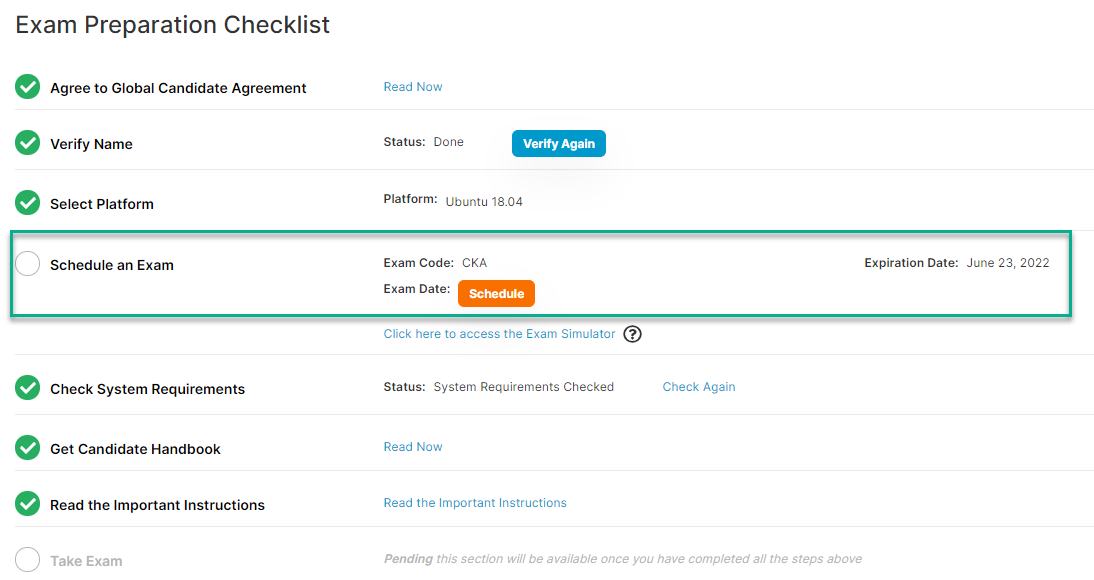 Exam Preparation Checklist
Agree to Global Candidate Agreement Read Now
Verify Name Status: Done Verify Again
Select Platform Platform: Ubuntu 18.04
Schedule an Exam Exam Code: CKA Expiration Date: June 23, 2022
Exam Date: Schedule
Click here to access the Exam Simulator ?
Check System Requirements Status: System Requirements Checked Check Again
Get Candidate Handbook Read Now
Read the Important Instructions Read the Important Instructions
Take Exam Pending this section will be available once you have completed all the steps above